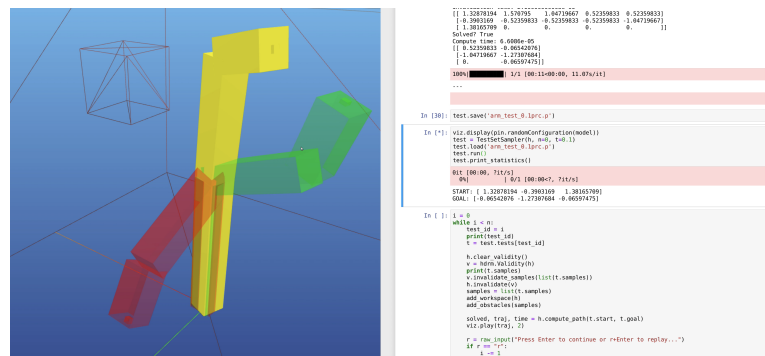 [[ 1.32878194 1.570795 1.04719667 0.52359833 0.52359833]
[-0.3903169 -0.52359833 -0.52359833 -0.52359833 -1.04719667]
[ 1.38165709 0. 0. 0. 0. ]]
Solved? True
Compute time: 6.6086e-05
[[ 0.52359833 -0.06542076]
[-1.04719667 -1.27307684]
[ 0. -0.06597475]]
100%| | 1/1 [00:11<00:00, 11.07s/it]
---
In [30]: test.save('arm_test_0.1prc.p')
In [*]: viz.display(pin.randomConfiguration(model))
test = TestSetSampler(h, n=0, t=0.1)
test.load('arm_test_0.1prc.p')
test.run()
test.print_statistics()
0it [00:00, ?it/s]
0%| | 0/1 [00:00<?, ?it/s]
START: [ 1.32878194 -0.3903169 1.38165709]
GOAL: [-0.06542076 -1.27307684 -0.06597475]
In [ ]: i = 0
while i < n:
test_id = i
print(test_id)
t = test.tests[test_id]
h.clear_validity()
v = hdrm.Validity(h)
print(t.samples)
v.invalidate_samples(list(t.samples))
h.invalidate(v)
samples = list(t.samples)
add_workspace(h)
add_obstacles(samples)
solved, traj, time = h.compute_path(t.start, t.goal)
viz.play(traj, 2)
r = raw_input("Press Enter to continue or r+Enter to replay...")
if r == "r":
i -= 1